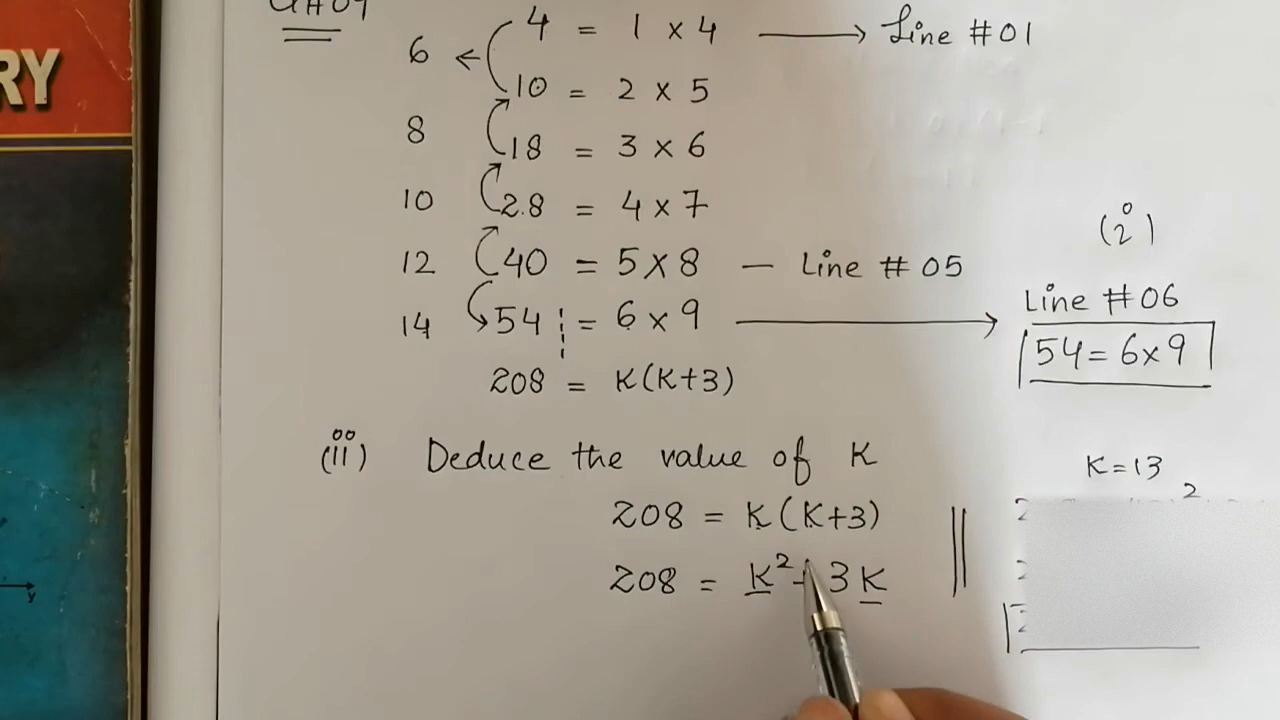 RY
4 = 1 × 4 → Line #01
6
10 = 2 × 5
8
18 = 3 × 6
10
28 = 4 × 7
12
40 = 5 × 8 — Line #05
14
54 = 6 × 9 →
(i)
Line #06
54 = 6×9
208 = K(K+3)
(ii) Deduce the value of K
208 = K(K+3)
208 = K² + 3K
K=13
2
y